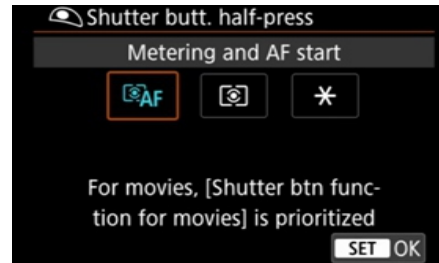 Shutter butt. half-press
Metering and AF start
AF
For movies, [Shutter btn func-
tion for movies] is prioritized
SET OK